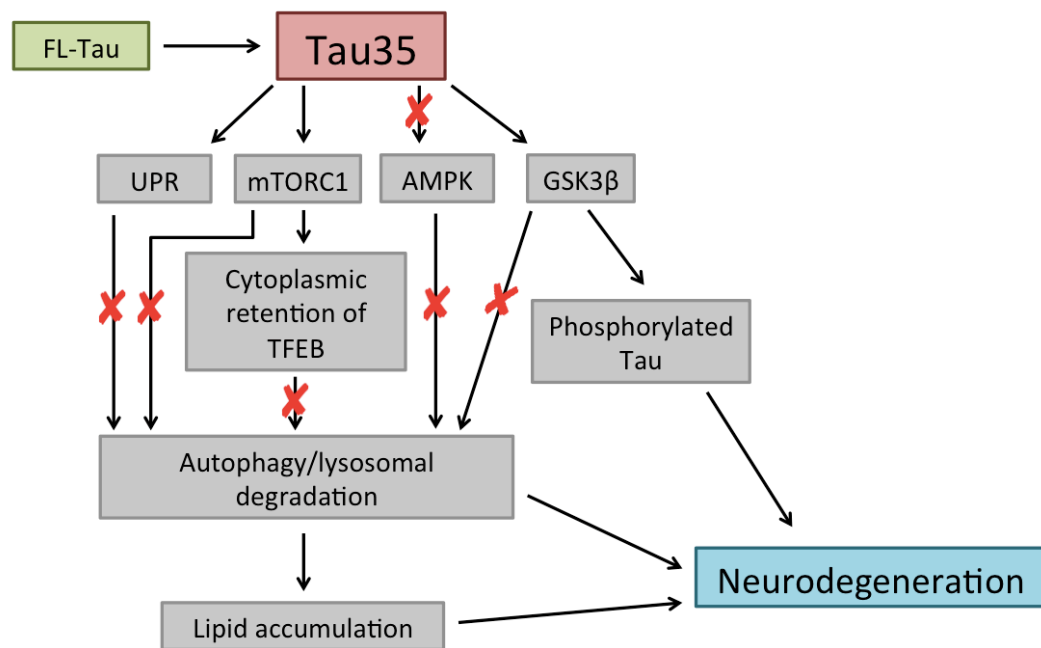 FL-Tau
Tau35
UPR
mTORC1
AMPK
GSK3β
Cytoplasmic
retention of
TFEB
Phosphorylated
Tau
Autophagy/lysosomal
degradation
Neurodegeneration
Lipid accumulation